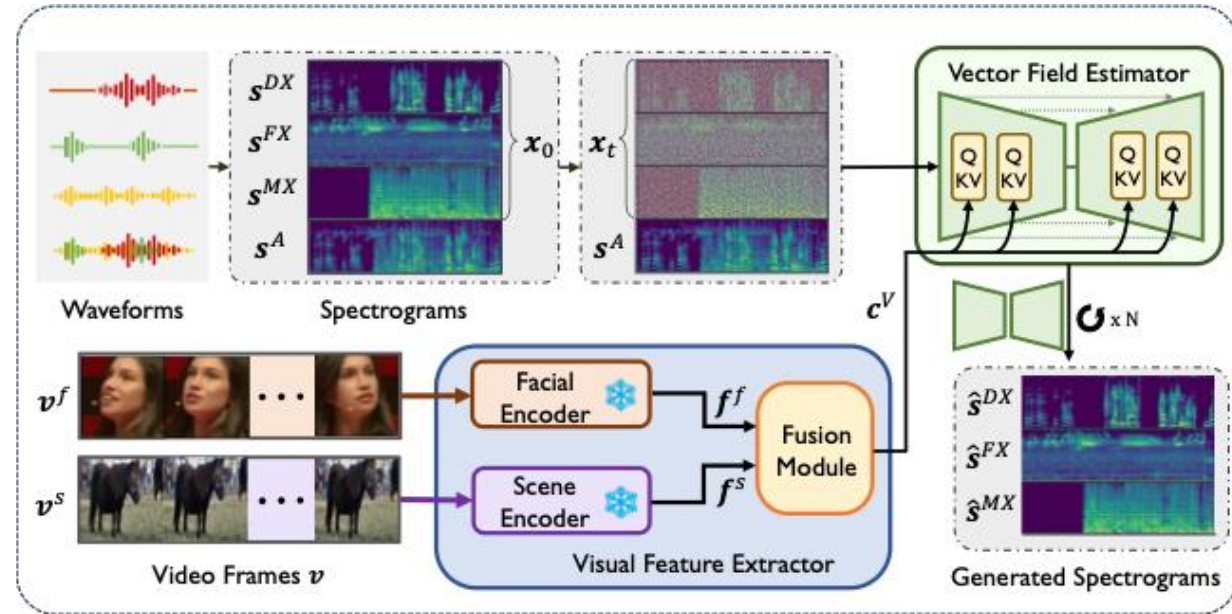 Waveforms
s^DX
s^FX
s^MX
s^A
x_0
Spectrograms
x_t
s^A
Vector Field Estimator
Q
KV
Q
KV
Q
KV
Q
KV
c^V
x N
v^f
...
v^s
...
Video Frames v
Facial
Encoder
Scene
Encoder
f^f
f^s
Fusion
Module
Visual Feature Extractor
ŝ^DX
ŝ^FX
ŝ^MX
Generated Spectrograms